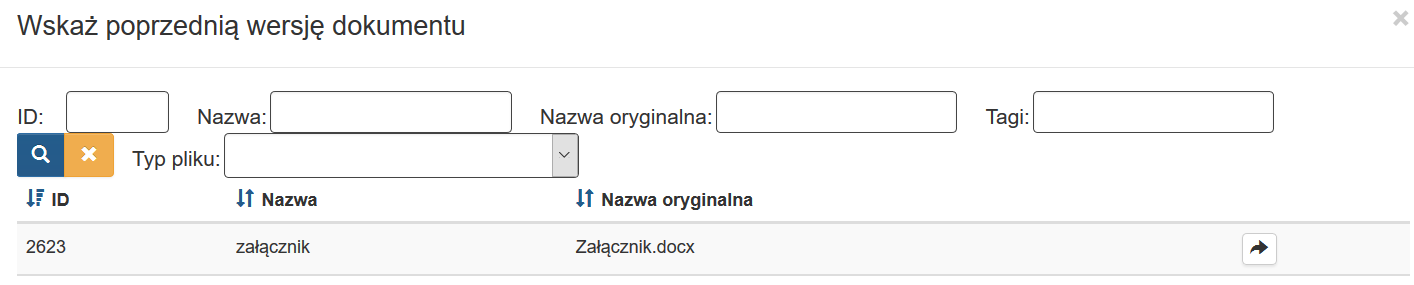 Wskaż poprzednią wersję dokumentu
ID: Nazwa: Nazwa oryginalna: Tagi:
Typ pliku:
ID Nazwa Nazwa oryginalna
2623 załącznik Załącznik.docx